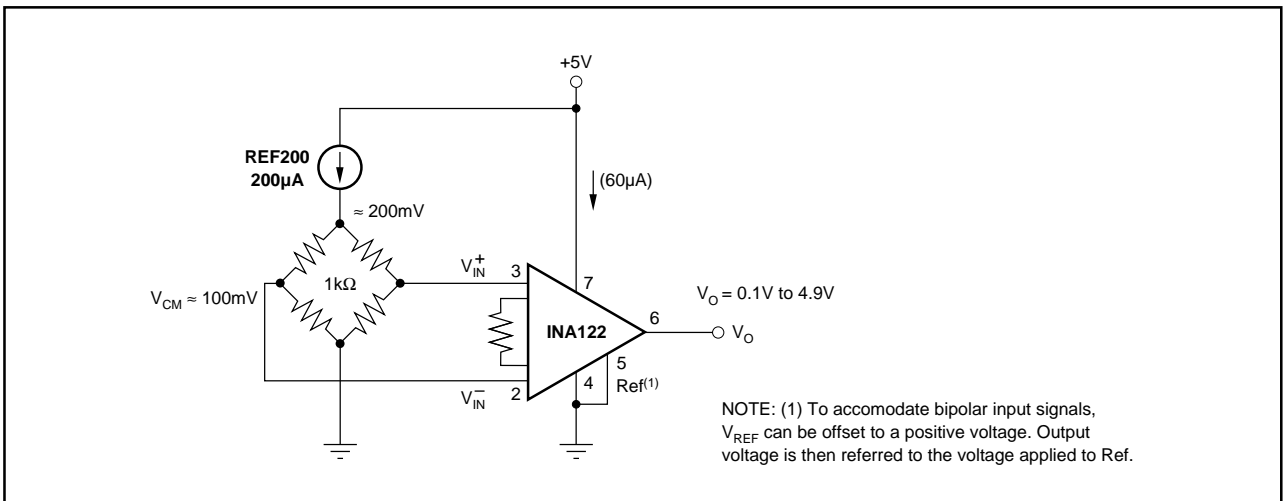 +5V
REF200
200µA
(60µA)
≈ 200mV
V+IN
3
7
1kΩ
VCM ≈ 100mV
VO = 0.1V to 4.9V
INA122
6
VO
5
Ref(1)
4
V–IN
2
NOTE: (1) To accomodate bipolar input signals,
VREF can be offset to a positive voltage. Output
voltage is then referred to the voltage applied to Ref.